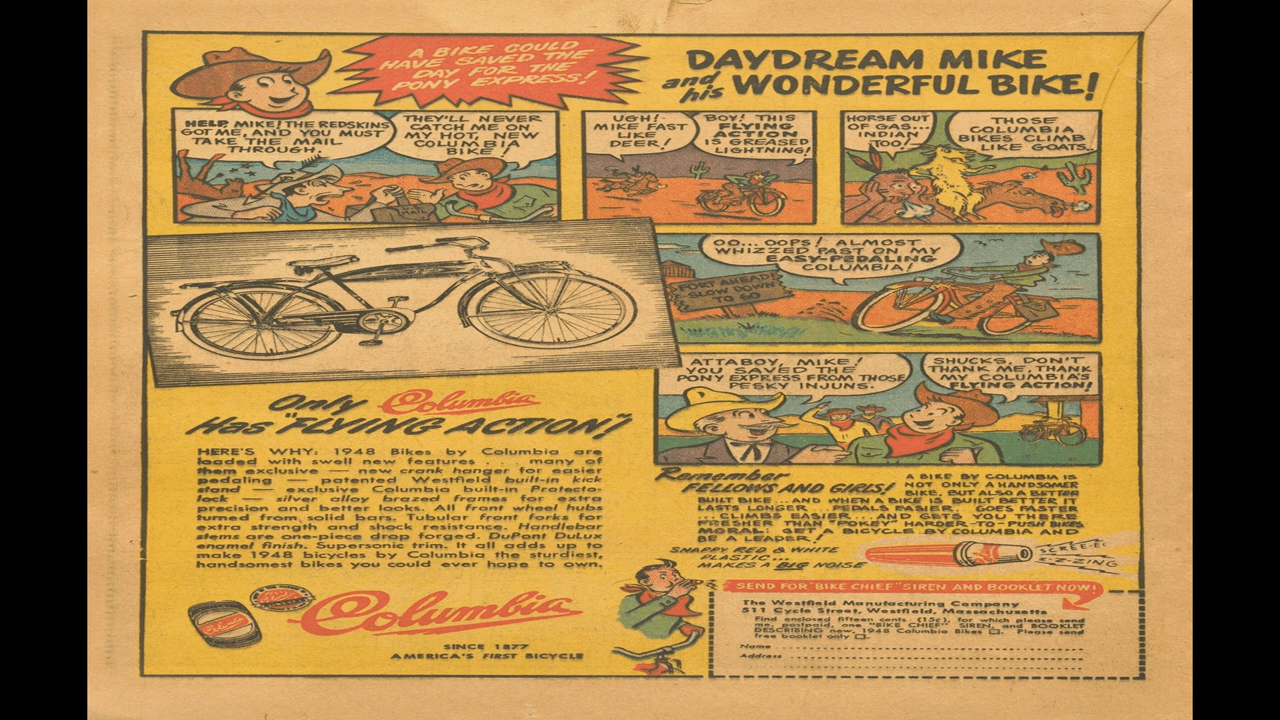 A BIKE COULD
HAVE SAVED THE
DAY FOR THE
PONY EXPRESS!
DAYDREAM MIKE
and his WONDERFUL BIKE!
HELP, MIKE! THE REDSKINS
GOT ME, AND YOU MUST
TAKE THE MAIL
THROUGH.
THEY'LL NEVER
CATCH ME ON
MY HOT, NEW
COLUMBIA
BIKE!
MAIL
UGH!
MIKE FAST
LIKE
DEER!
BOY! THIS
FLYING
ACTION
IS GREASED
LIGHTNING!
HORSE OUT
OF GAS...
INDIAN
TOO!
THOSE
COLUMBIA
BIKES CLIMB
LIKE GOATS.
OO... OOPS! ALMOST
WHIZZED PAST ON MY
EASY-PEDALING
COLUMBIA!
FORT AHEAD!
SLOW DOWN
TO 60
ATTABOY, MIKE!
YOU SAVED THE
PONY EXPRESS FROM THOSE
PESKY INJUNS.
SHUCKS, DON'T
THANK ME, THANK
MY COLUMBIA'S
FLYING ACTION!
Only Columbia
Has "FLYING ACTION"!
HERE'S WHY: 1948 Bikes by Columbia are
loaded with swell new features . . . many of
them exclusive — new crank hanger for easier
pedaling — patented Westfield built-in kick
stand — exclusive Columbia built-in Protecto-
lock — silver alloy brazed frames for extra
precision and better looks. All front wheel hubs
turned from solid bars. Tubular front forks for
extra strength and shock resistance. Handlebar
stems are one-piece drop forged. DuPont DuLux
enamel finish. Supersonic trim. It all adds up to
make 1948 bicycles by Columbia the sturdiest,
handsomest bikes you could ever hope to own.
Columbia
Columbia
SINCE 1877
AMERICA'S FIRST BICYCLE
Remember
FELLOWS AND GIRLS!
A BIKE BY COLUMBIA IS
NOT ONLY A HANDSOMER
BIKE, BUT ALSO A BETTER
BUILT BIKE...AND WHEN A BIKE IS BUILT BETTER IT
LASTS LONGER... PEDALS EASIER.. GOES FASTER
...CLIMBS EASIER...AND GETS YOU THERE
FRESHER THAN "POKEY" HARDER-TO-PUSH BIKES
MORAL: GET A BICYCLE BY COLUMBIA AND
BE A LEADER!
SNAPPY RED & WHITE
PLASTIC...
MAKES A BIG NOISE
SCREE-EE
Z-Z-ZING
SEND FOR "BIKE CHIEF" SIREN AND BOOKLET NOW!
The Westfield Manufacturing Company
511 Cycle Street, Westfield, Massachusetts
Find enclosed fifteen cents (15¢), for which please send
me, postpaid, one "BIKE CHIEF" SIREN, and BOOKLET
DESCRIBING new, 1948 Columbia Bikes □. Please send
free booklet only □.
Name
Address